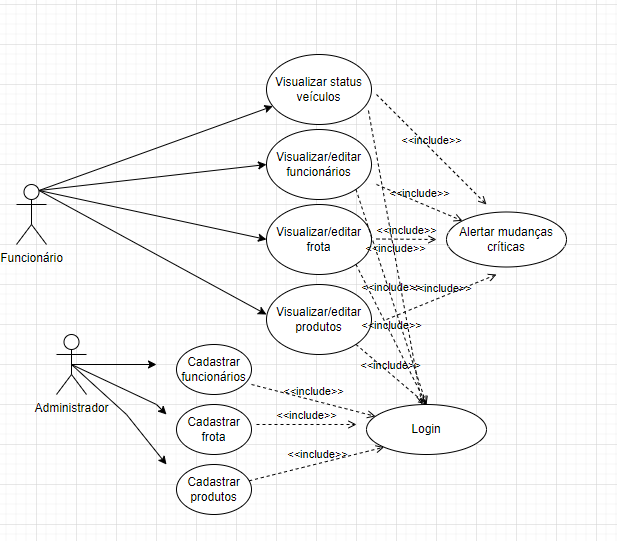 Visualizar status
veículos
<<include>>
Visualizar/editar
funcionários
<<include>>
Funcionário
Visualizar/editar
frota
<<include>>
<<include>>
Alertar mudanças
críticas
Visualizar/editar
produtos
<<include>>
<<include>>
<<include>>
<<include>>
Administrador
Cadastrar
funcionários
<<include>>
Cadastrar
frota
<<include>>
Login
<<include>>
Cadastrar
produtos